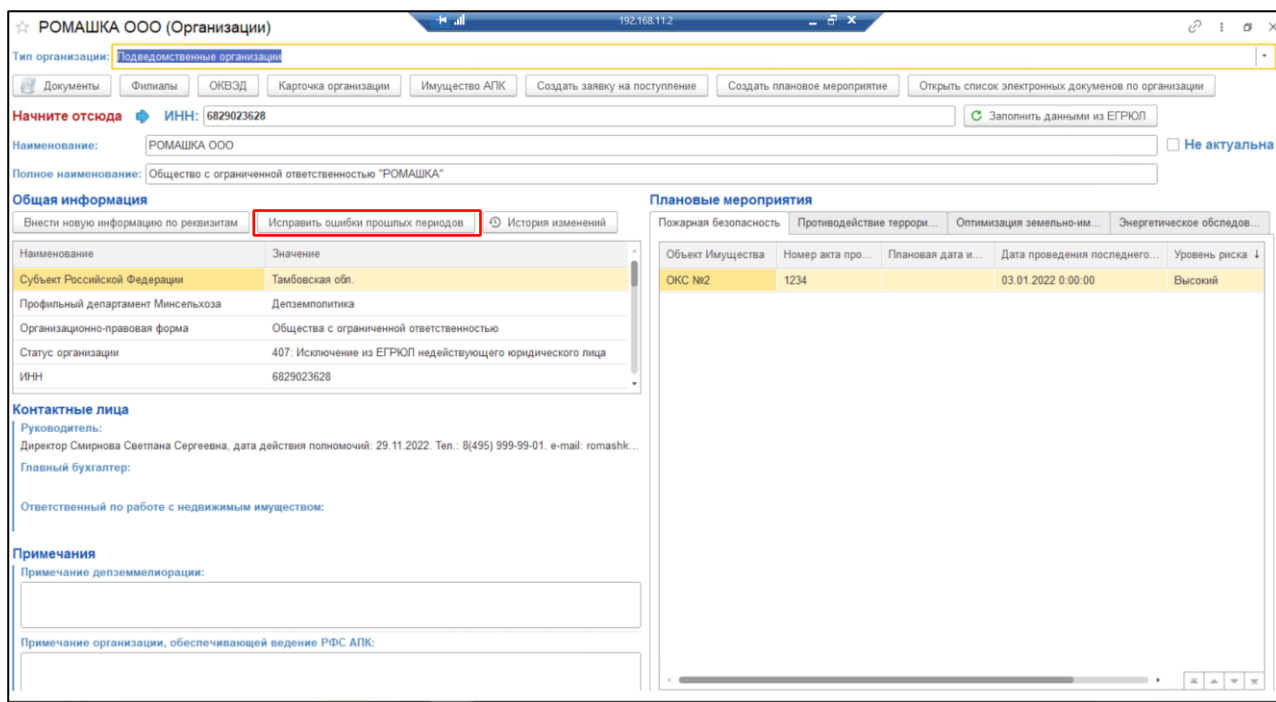 192.168.11.2
РОМАШКА ООО (Организации)
Тип организации: Подведомственные организации
Документы Филиалы ОКВЭД Карточка организации Имущество АПК Создать заявку на поступление Создать плановое мероприятие Открыть список электронных докуменов по организации
Начните отсюда ИНН: 6829023628 Заполнить данными из ЕГРЮЛ
Наименование: РОМАШКА ООО Не актуальна
Полное наименование: Общество с ограниченной ответственностью "РОМАШКА"
Общая информация Плановые мероприятия
Внести новую информацию по реквизитам Исправить ошибки прошлых периодов История изменений Пожарная безопасность Противодействие террори... Оптимизация земельно-им... Энергетическое обследов...
Наименование Значение Объект Имущества Номер акта про... Плановая дата и... Дата проведения последнего... Уровень риска ↓
Субъект Российской Федерации Тамбовская обл. ОКС №2 1234 03.01.2022 0:00:00 Высокий
Профильный департамент Минсельхоза Депземполитика
Организационно-правовая форма Общества с ограниченной ответственностью
Статус организации 407: Исключение из ЕГРЮЛ недействующего юридического лица
ИНН 6829023628
Контактные лица
Руководитель:
Директор Смирнова Светлана Сергеевна, дата действия полномочий: 29.11.2022. Тел.: 8(495) 999-99-01. e-mail: romashk...
Главный бухгалтер:
Ответственный по работе с недвижимым имуществом:
Примечания
Примечание депземмелиорации:
Примечание организации, обеспечивающей ведение РФС АПК: